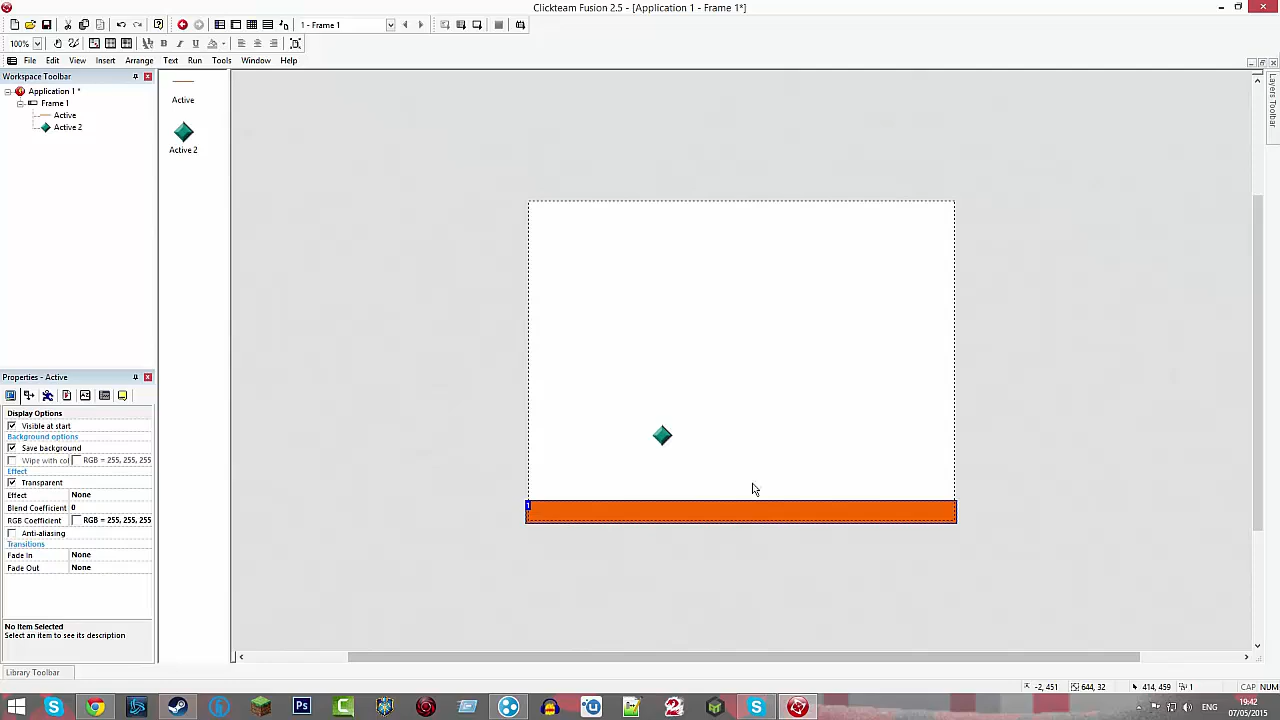 Clickteam Fusion 2.5 - [Application 1 - Frame 1*]
1 - Frame 1
100%
File Edit View Insert Arrange Text Run Tools Window Help
Workspace Toolbar
Application 1 *
Frame 1
Active
Active 2
Active
Active 2
Layers Toolbar
1
Properties - Active
Display Options
Visible at start
Background options
Save background
Wipe with col RGB = 255, 255, 255
Effect
Transparent
Effect None
Blend Coefficient 0
RGB Coefficient RGB = 255, 255, 255
Anti-aliasing
Transitions
Fade In None
Fade Out None
No Item Selected
Select an item to see its description
Library Toolbar
-2, 451 644, 32 414, 459 1 CAP NUM
Ps
ENG
19:42
07/05/2015